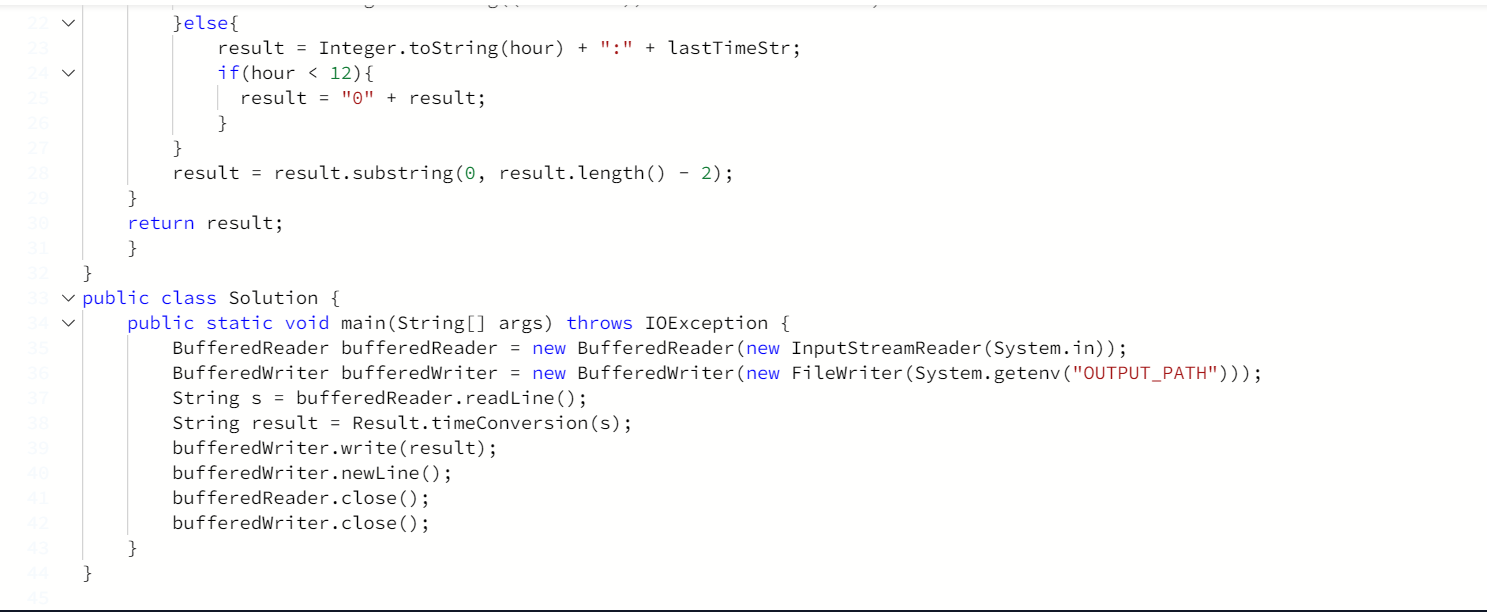 22 }else{
23 result = Integer.toString(hour) + ":" + lastTimeStr;
24 if(hour < 12){
25 result = "0" + result;
26 }
27 }
28 result = result.substring(0, result.length() - 2);
29 }
30 return result;
31 }
32 }
33 public class Solution {
34 public static void main(String[] args) throws IOException {
35 BufferedReader bufferedReader = new BufferedReader(new InputStreamReader(System.in));
36 BufferedWriter bufferedWriter = new BufferedWriter(new FileWriter(System.getenv("OUTPUT_PATH")));
37 String s = bufferedReader.readLine();
38 String result = Result.timeConversion(s);
39 bufferedWriter.write(result);
40 bufferedWriter.newLine();
41 bufferedReader.close();
42 bufferedWriter.close();
43 }
44 }
45